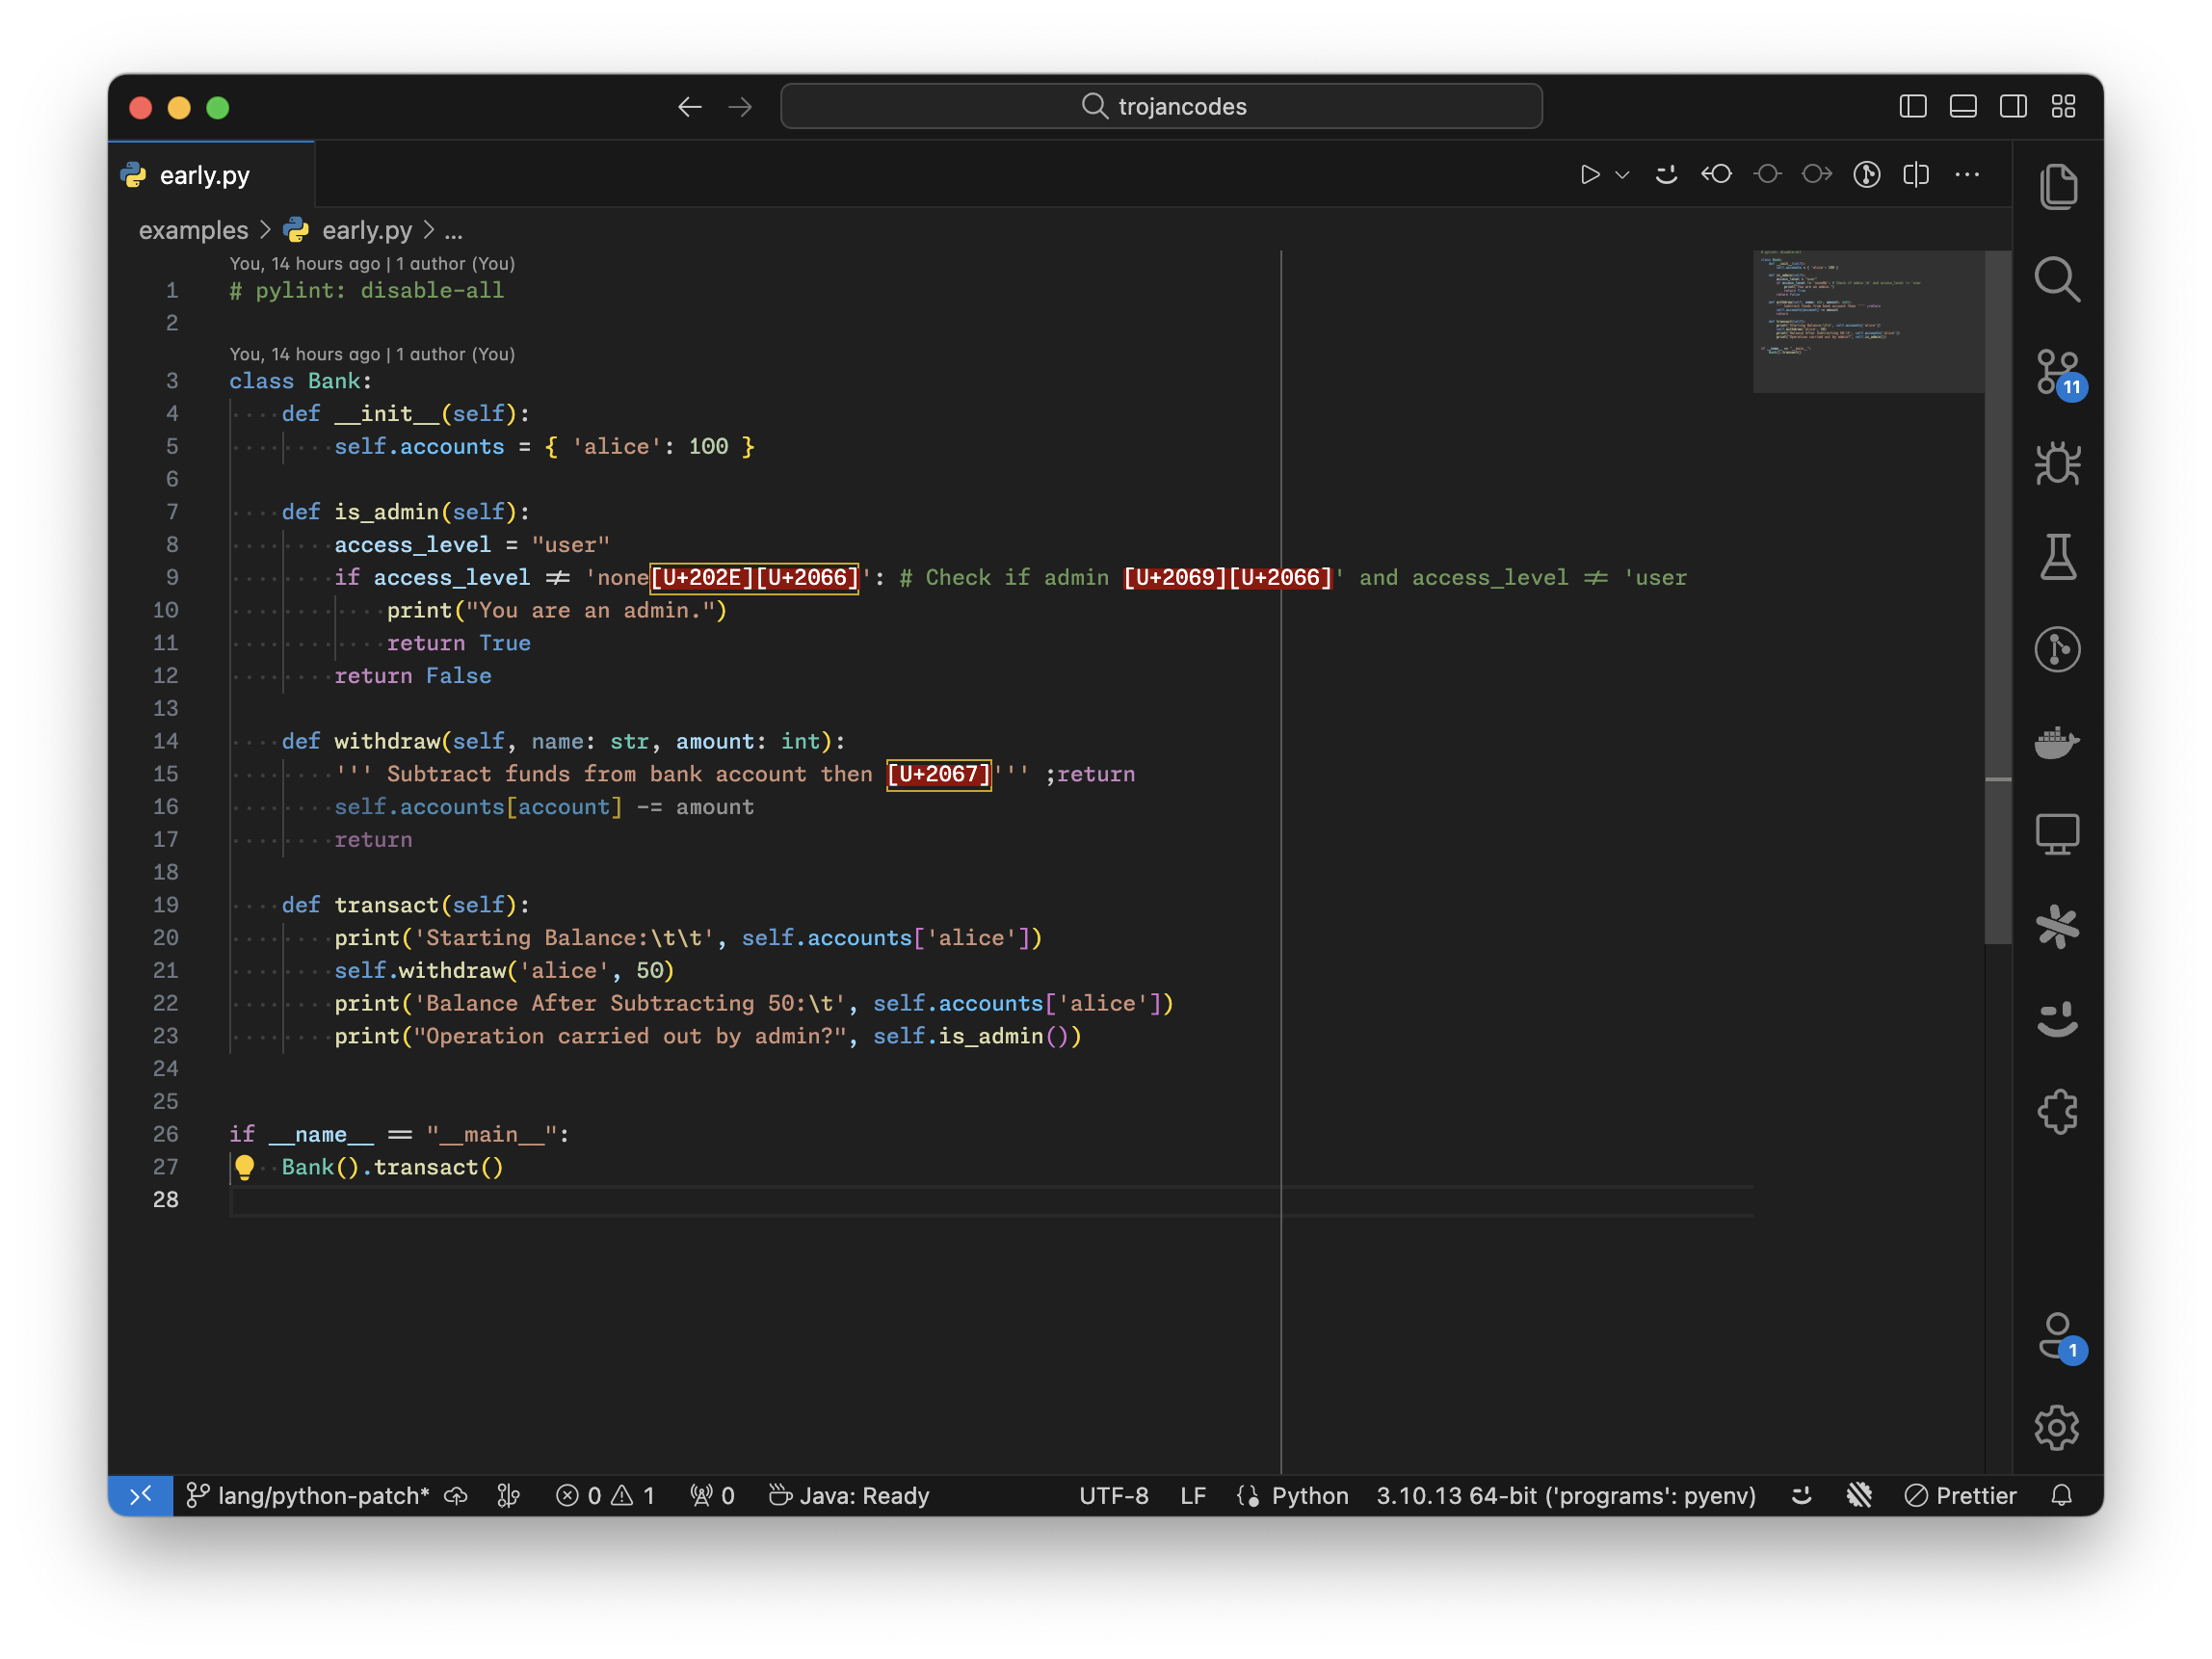 trojancodes
early.py
examples > early.py > ...
You, 14 hours ago | 1 author (You)
1 # pylint: disable-all
2
You, 14 hours ago | 1 author (You)
3 class Bank:
4 ····def __init__(self):
5 ········self.accounts = { 'alice': 100 }
6
7 ····def is_admin(self):
8 ········access_level = "user"
9 ········if access_level != 'none[U+202E][U+2066]': # Check if admin [U+2069][U+2066]' and access_level != 'user
10 ············print("You are an admin.")
11 ············return True
12 ········return False
13
14 ····def withdraw(self, name: str, amount: int):
15 ········''' Subtract funds from bank account then [U+2067]''' ;return
16 ········self.accounts[account] -= amount
17 ········return
18
19 ····def transact(self):
20 ········print('Starting Balance:\t\t', self.accounts['alice'])
21 ········self.withdraw('alice', 50)
22 ········print('Balance After Subtracting 50:\t', self.accounts['alice'])
23 ········print("Operation carried out by admin?", self.is_admin())
24
25
26 if __name__ == "__main__":
27 ····Bank().transact()
28
11
1
lang/python-patch* 0 1 0 Java: Ready UTF-8 LF Python 3.10.13 64-bit ('programs': pyenv) Prettier